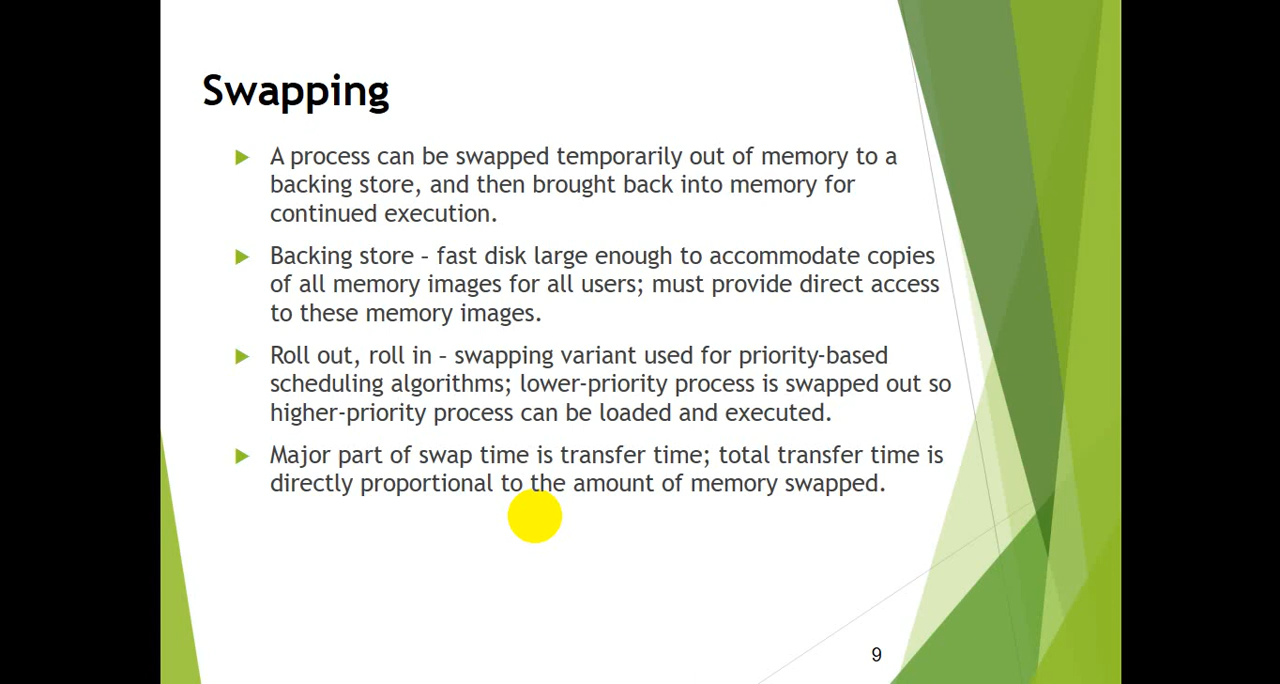 Swapping
A process can be swapped temporarily out of memory to a
backing store, and then brought back into memory for
continued execution.
Backing store – fast disk large enough to accommodate copies
of all memory images for all users; must provide direct access
to these memory images.
Roll out, roll in – swapping variant used for priority-based
scheduling algorithms; lower-priority process is swapped out so
higher-priority process can be loaded and executed.
Major part of swap time is transfer time; total transfer time is
directly proportional to the amount of memory swapped.
9